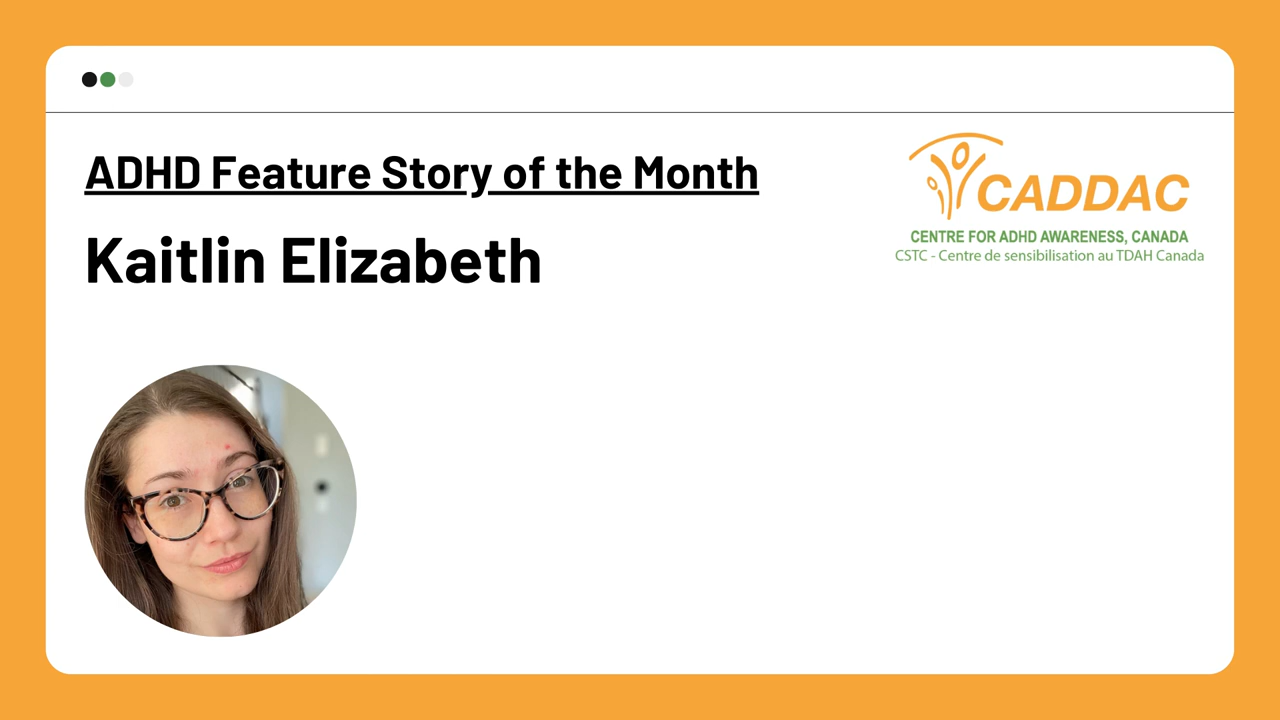 ADHD Feature Story of the Month
Kaitlin Elizabeth
CADDAC
CENTRE FOR ADHD AWARENESS, CANADA
CSTC - Centre de sensibilisation au TDAH Canada